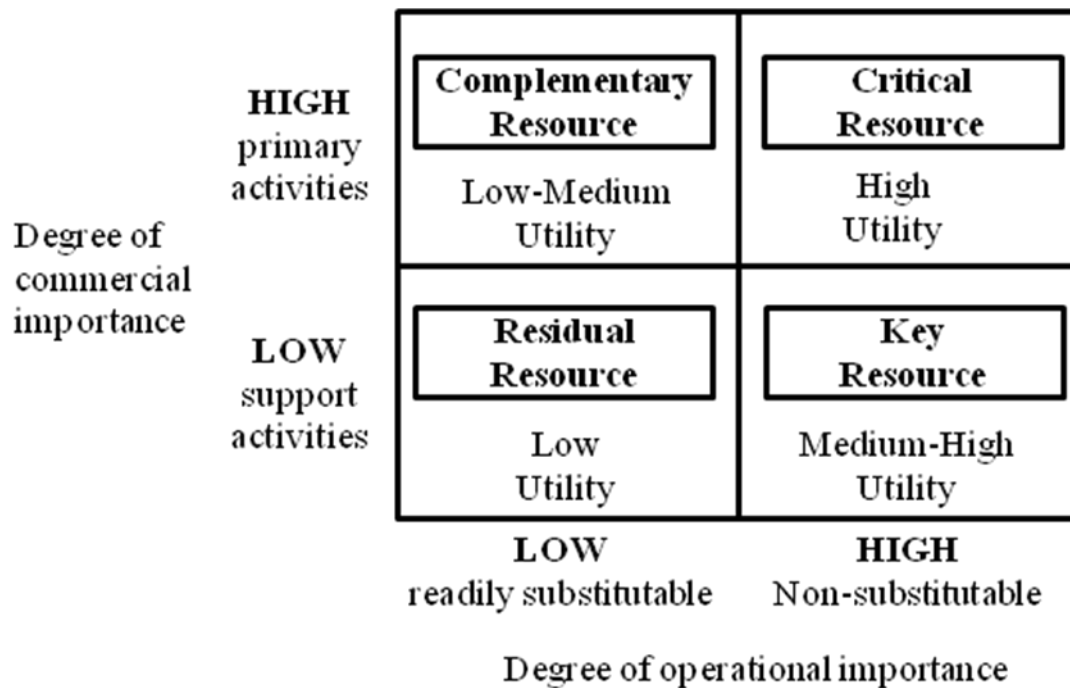 Complementary
Resource
Critical
Resource
HIGH
primary
activities
Low-Medium
Utility
High
Utility
Degree of
commercial
importance
Residual
Resource
Key
Resource
LOW
support
activities
Low
Utility
Medium-High
Utility
LOW
readily substitutable
HIGH
Non-substitutable
Degree of operational importance